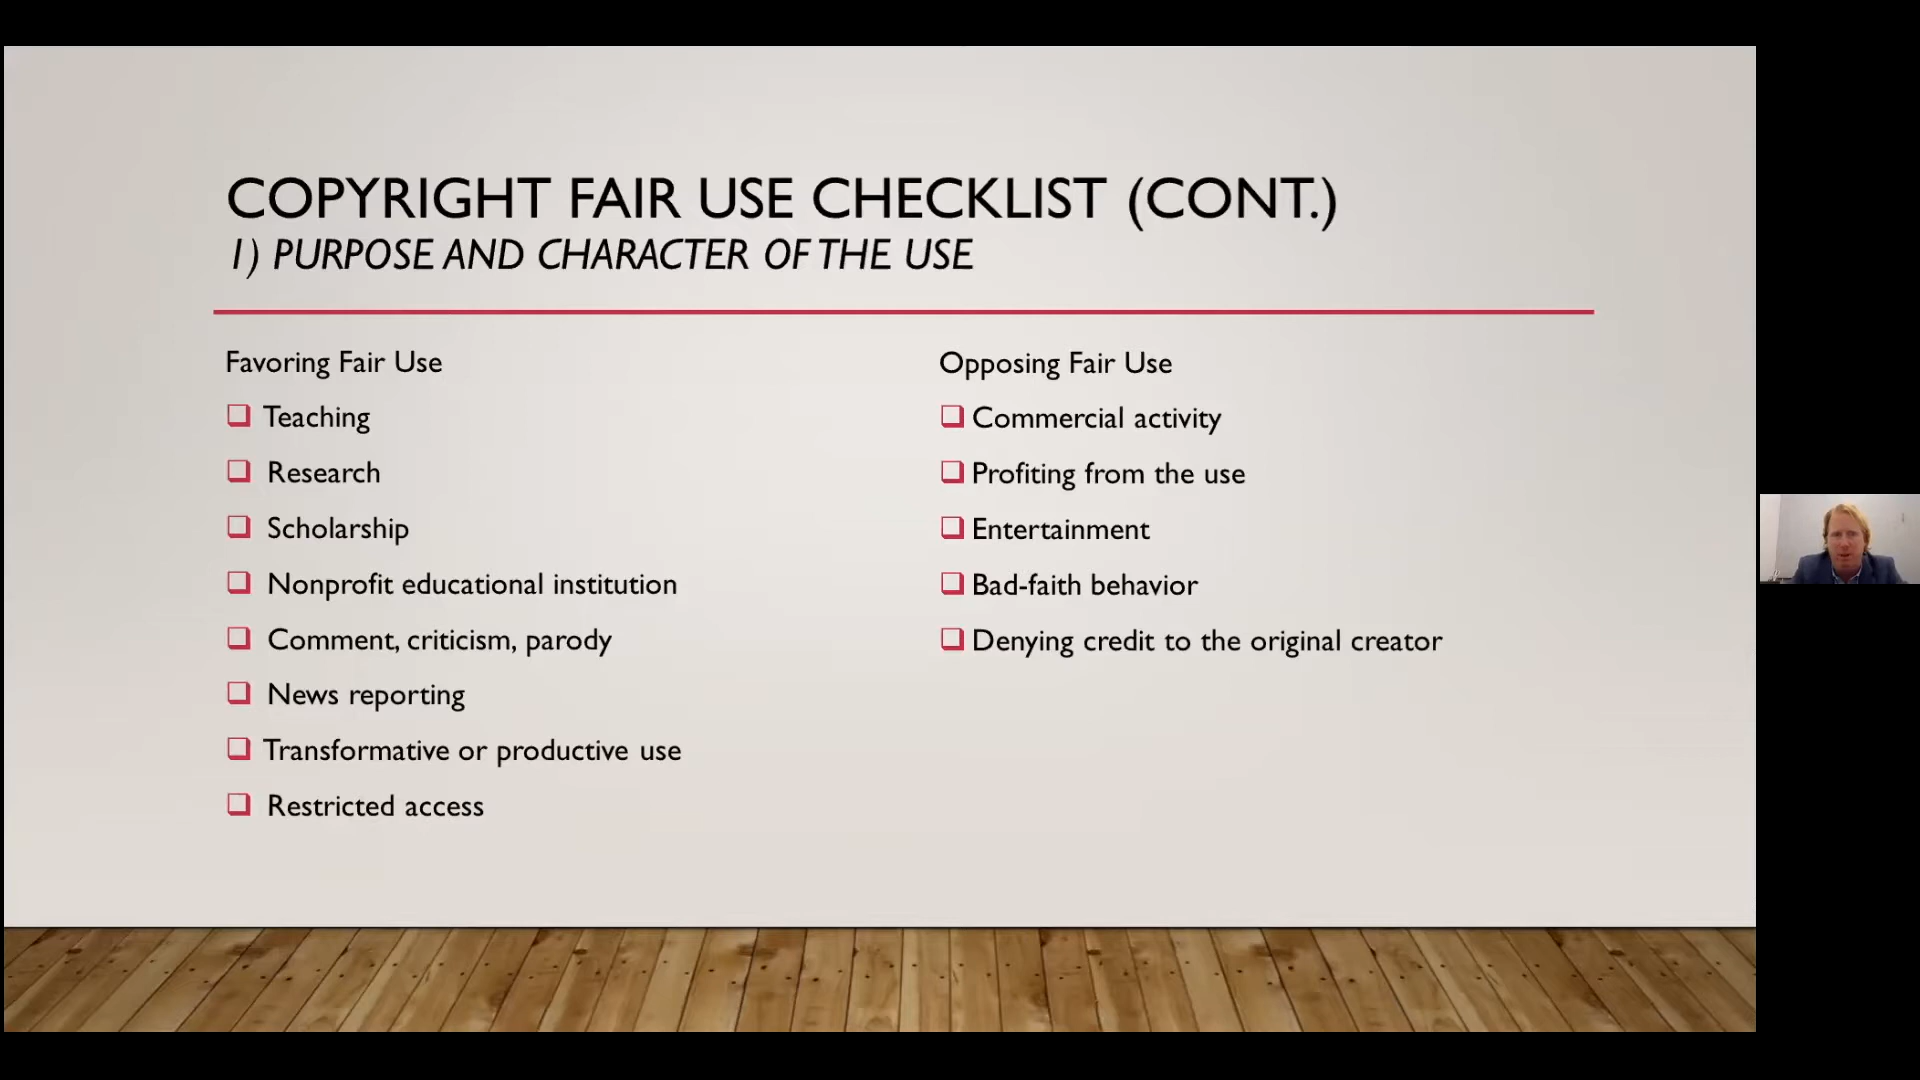 COPYRIGHT FAIR USE CHECKLIST (CONT.)
1) PURPOSE AND CHARACTER OF THE USE
Favoring Fair Use
Teaching
Research
Scholarship
Nonprofit educational institution
Comment, criticism, parody
News reporting
Transformative or productive use
Restricted access
Opposing Fair Use
Commercial activity
Profiting from the use
Entertainment
Bad-faith behavior
Denying credit to the original creator